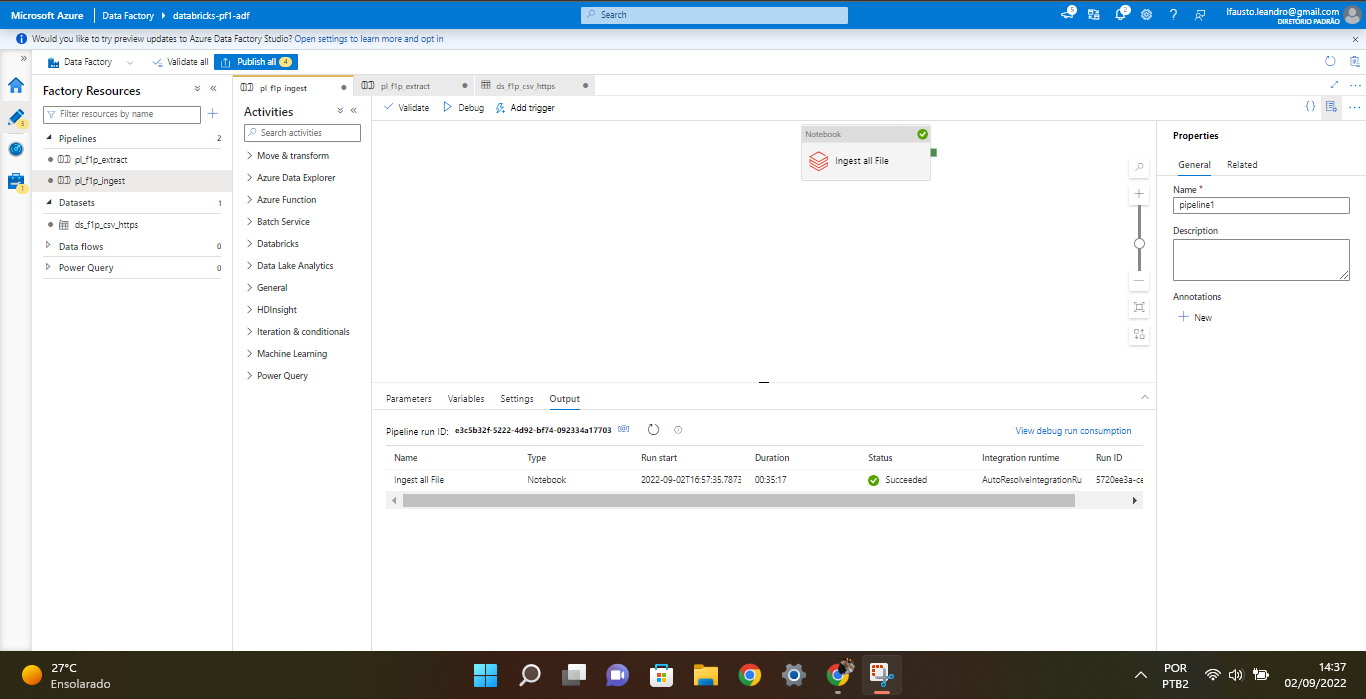 Microsoft Azure
Data Factory
databricks-pf1-adf
Search
5
2
lfausto.leandro@gmail.com
DIRETÓRIO PADRÃO
Would you like to try preview updates to Azure Data Factory Studio? Open settings to learn more and opt in
Data Factory
Validate all
Publish all 4
Factory Resources
Filter resources by name
Pipelines 2
pl_f1p_extract
pl_f1p_ingest
Datasets 1
ds_f1p_csv_https
Data flows 0
Power Query 0
3
1
pl_f1p_ingest
pl_f1p_extract
ds_f1p_csv_https
Activities
Search activities
Move & transform
Azure Data Explorer
Azure Function
Batch Service
Databricks
Data Lake Analytics
General
HDInsight
Iteration & conditionals
Machine Learning
Power Query
Validate
Debug
Add trigger
Notebook
Ingest all File
Properties
General
Related
Name *
pipeline1
Description
Annotations
New
Parameters
Variables
Settings
Output
Pipeline run ID: e3c5b32f-5222-4d92-bf74-092334a17703
View debug run consumption
Name Type Run start Duration Status Integration runtime Run ID
Ingest all File Notebook 2022-09-02T16:57:35.7873 00:35:17 Succeeded AutoResolveIntegrationRu 5720ee3a-ce
27°C
Ensolarado
POR
PTB2
14:37
02/09/2022